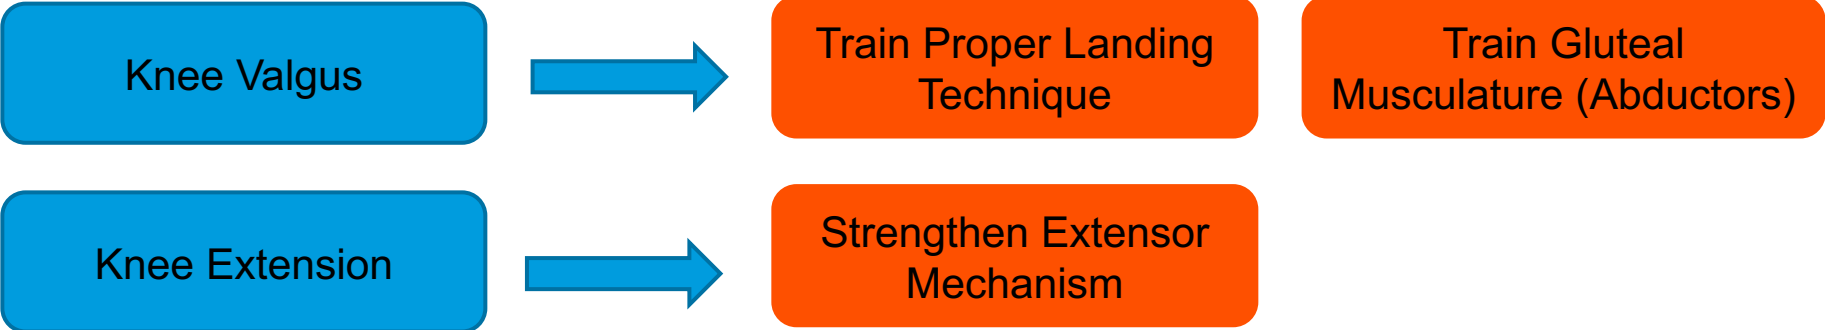 Knee Valgus
Train Proper Landing
Technique
Train Gluteal
Musculature (Abductors)
Knee Extension
Strengthen Extensor
Mechanism